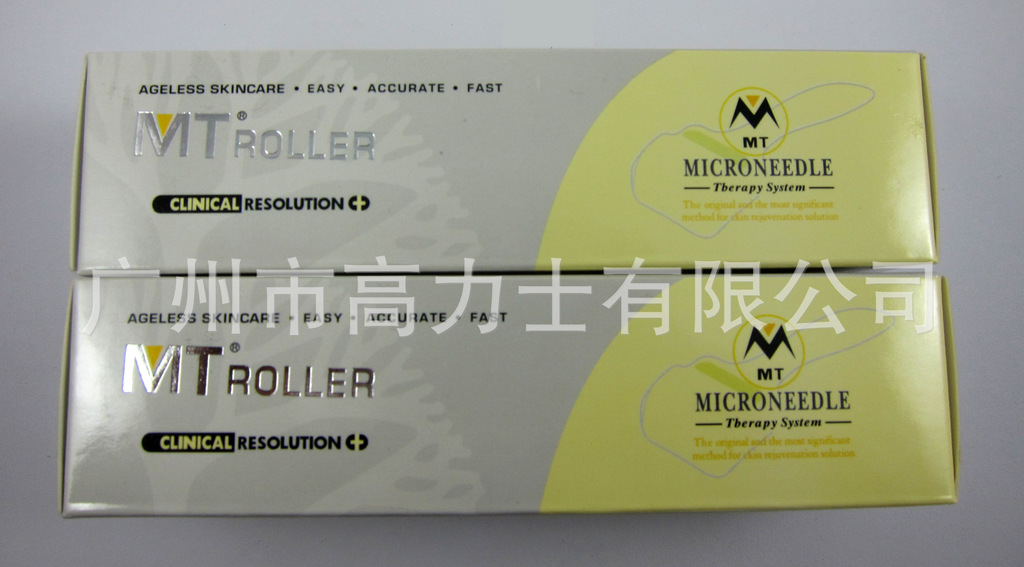 AGELESS SKINCARE • EASY • ACCURATE • FAST
MT® ROLLER
CLINICAL RESOLUTION
MT
MICRONEEDLE
Therapy System
The original and the most significant
method for skin rejuvenation solution
广州市高力士有限公司
AGELESS SKINCARE • EASY • ACCURATE • FAST
MT® ROLLER
CLINICAL RESOLUTION
MT
MICRONEEDLE
Therapy System
The original and the most significant
method for skin rejuvenation solution